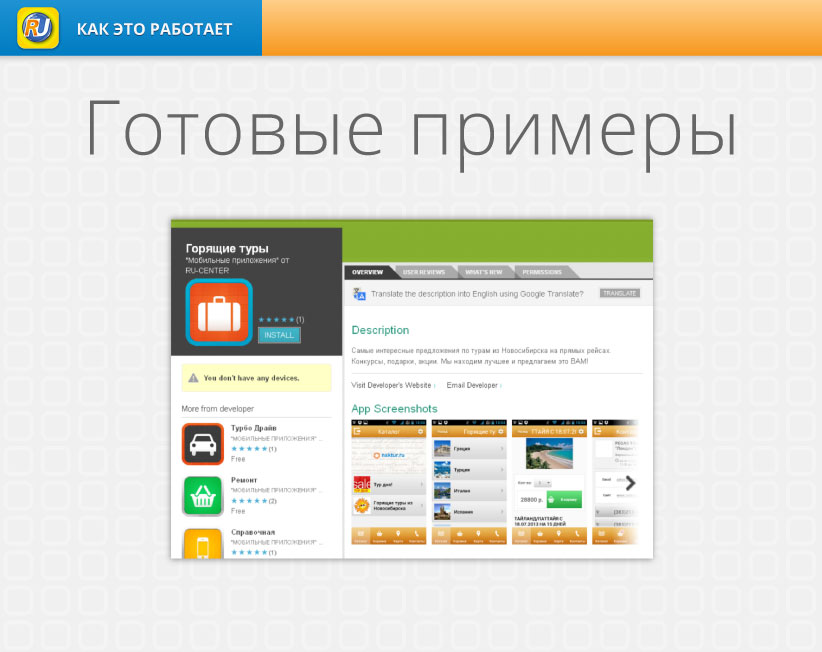 RU
КАК ЭТО РАБОТАЕТ
Готовые примеры
Горящие туры
"Мобильные приложения" от
RU-CENTER
(1)
INSTALL
You don't have any devices.
More from developer
Турбо Драйв
"МОБИЛЬНЫЕ ПРИЛОЖЕНИЯ" ...
(1)
Free
Ремонт
"МОБИЛЬНЫЕ ПРИЛОЖЕНИЯ" ...
(2)
Free
Справочная
"МОБИЛЬНЫЕ ПРИЛОЖЕНИЯ" ...
(1)
OVERVIEW
USER REVIEWS
WHAT'S NEW
PERMISSIONS
Translate the description into English using Google Translate?
TRANSLATE
Description
Самые интересные предложения по турам из Новосибирска на прямых рейсах.
Конкурсы, подарки, акции. Мы находим лучшее и предлагаем это ВАМ!
Visit Developer's Website ›
Email Developer ›
App Screenshots
Каталог
Тур дня!
Горящие туры из
Новосибирска
Горящие ту
Греция
Турция
Италия
Испания
ТТАЙЯ С 18.07.2
28800 р.
ТАЙЛАНД/ПАТТАЙЯ С
18.07.2013 НА 15 ДНЕЙ